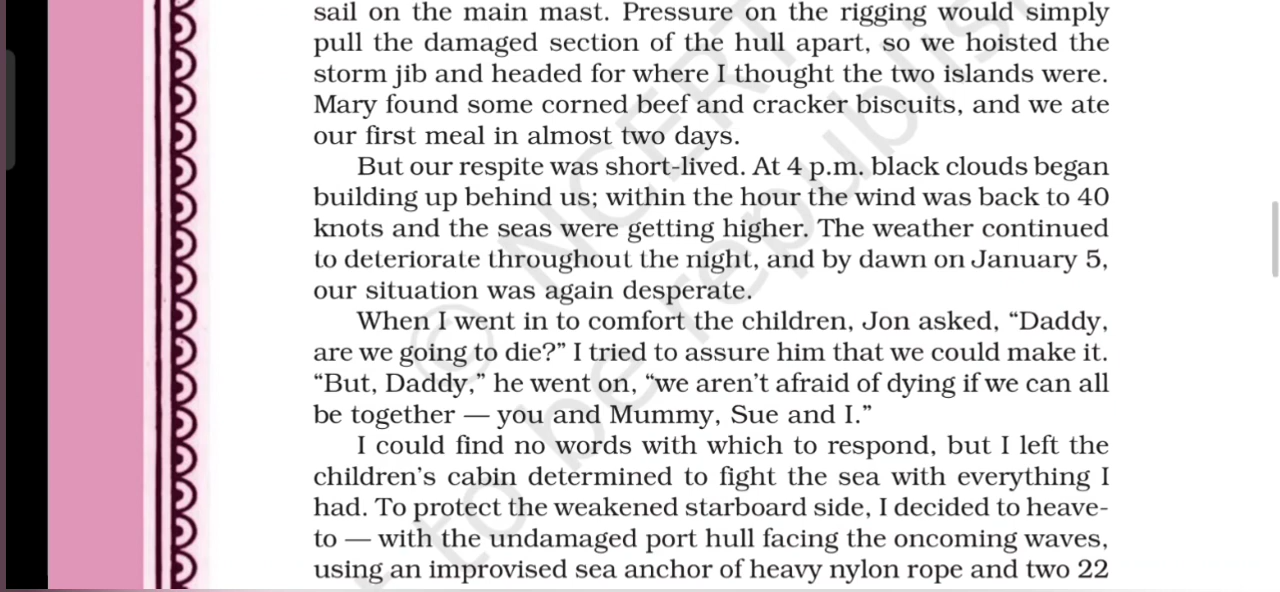 sail on the main mast. Pressure on the rigging would simply
pull the damaged section of the hull apart, so we hoisted the
storm jib and headed for where I thought the two islands were.
Mary found some corned beef and cracker biscuits, and we ate
our first meal in almost two days.
But our respite was short-lived. At 4 p.m. black clouds began
building up behind us; within the hour the wind was back to 40
knots and the seas were getting higher. The weather continued
to deteriorate throughout the night, and by dawn on January 5,
our situation was again desperate.
When I went in to comfort the children, Jon asked, “Daddy,
are we going to die?” I tried to assure him that we could make it.
“But, Daddy,” he went on, “we aren’t afraid of dying if we can all
be together — you and Mummy, Sue and I.”
I could find no words with which to respond, but I left the
children’s cabin determined to fight the sea with everything I
had. To protect the weakened starboard side, I decided to heave-
to — with the undamaged port hull facing the oncoming waves,
using an improvised sea anchor of heavy nylon rope and two 22
© NCERT
to be republis